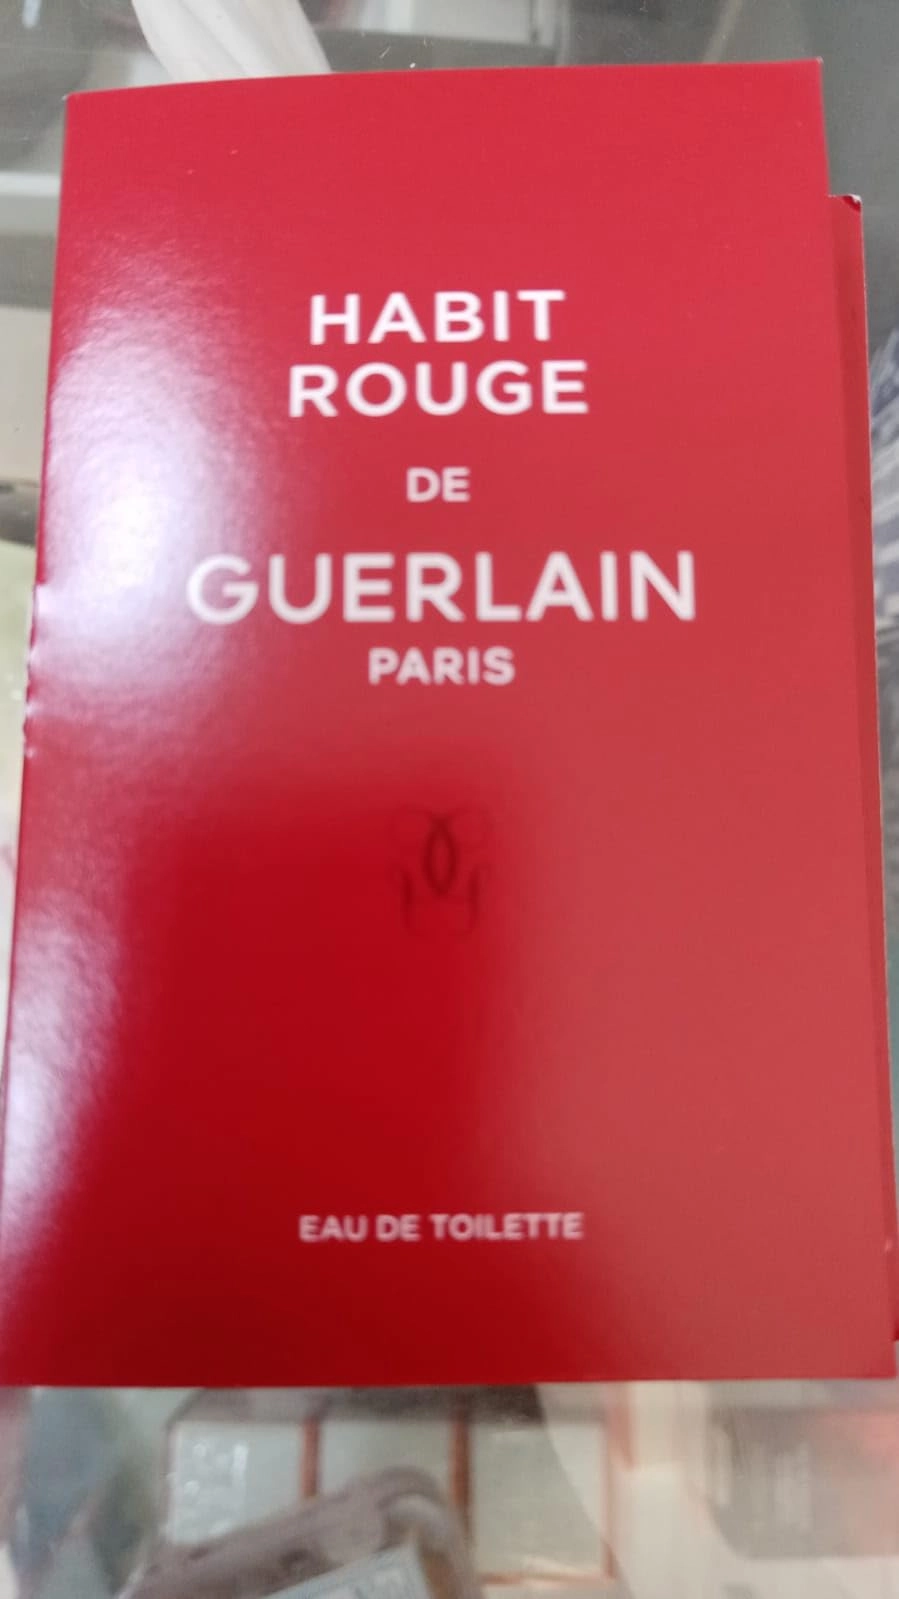 HABIT
ROUGE
DE
GUERLAIN
PARIS
EAU DE TOILETTE